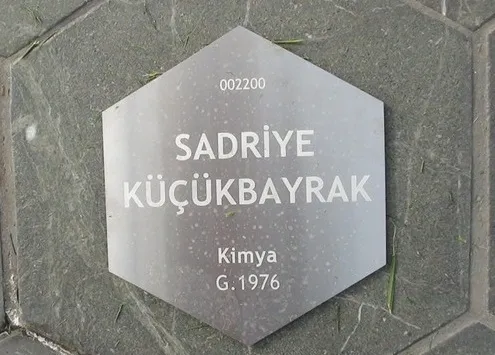 002200
SADRİYE
KÜÇÜKBAYRAK
Kimya
G.1976